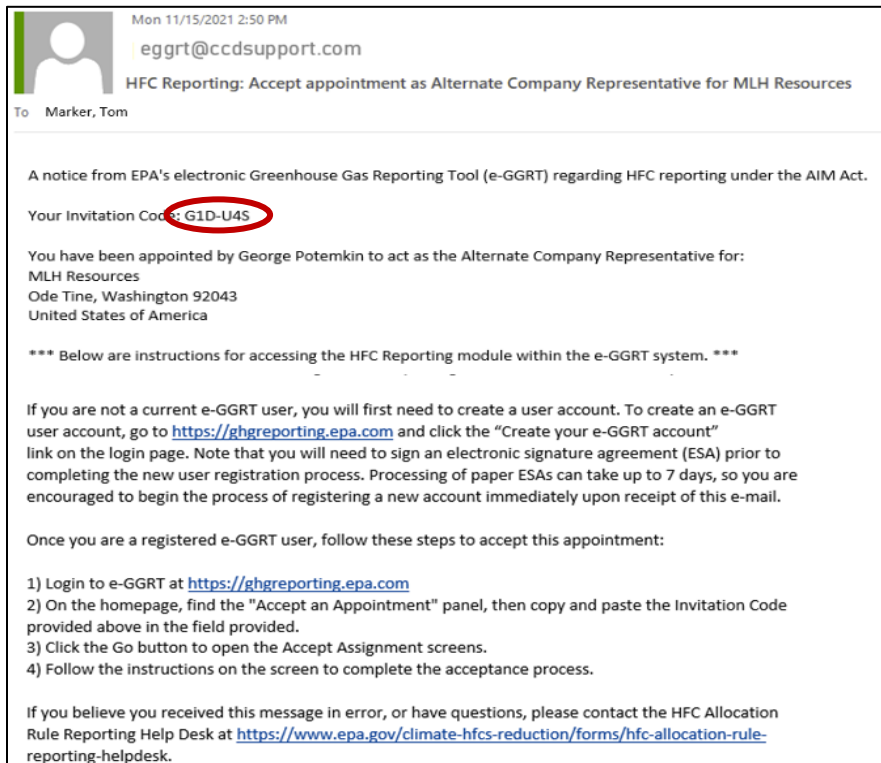 Mon 11/15/2021 2:50 PM
eggrt@ccdsupport.com
HFC Reporting: Accept appointment as Alternate Company Representative for MLH Resources
To Marker, Tom
A notice from EPA's electronic Greenhouse Gas Reporting Tool (e-GGRT) regarding HFC reporting under the AIM Act.
Your Invitation Code: G1D-U4S
You have been appointed by George Potemkin to act as the Alternate Company Representative for:
MLH Resources
Ode Tine, Washington 92043
United States of America
*** Below are instructions for accessing the HFC Reporting module within the e-GGRT system. ***
If you are not a current e-GGRT user, you will first need to create a user account. To create an e-GGRT
user account, go to https://ghgreporting.epa.com and click the “Create your e-GGRT account”
link on the login page. Note that you will need to sign an electronic signature agreement (ESA) prior to
completing the new user registration process. Processing of paper ESAs can take up to 7 days, so you are
encouraged to begin the process of registering a new account immediately upon receipt of this e-mail.
Once you are a registered e-GGRT user, follow these steps to accept this appointment:
1) Login to e-GGRT at https://ghgreporting.epa.com
2) On the homepage, find the "Accept an Appointment" panel, then copy and paste the Invitation Code
provided above in the field provided.
3) Click the Go button to open the Accept Assignment screens.
4) Follow the instructions on the screen to complete the acceptance process.
If you believe you received this message in error, or have questions, please contact the HFC Allocation
Rule Reporting Help Desk at https://www.epa.gov/climate-hfcs-reduction/forms/hfc-allocation-rule-
reporting-helpdesk.